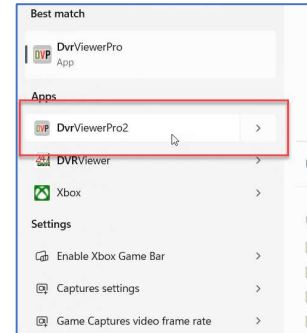 Best match
DVP
DvrViewerPro
App
Apps
DVP
DvrViewerPro2
DVRViewer
Xbox
Settings
Enable Xbox Game Bar
Captures settings
Game Captures video frame rate